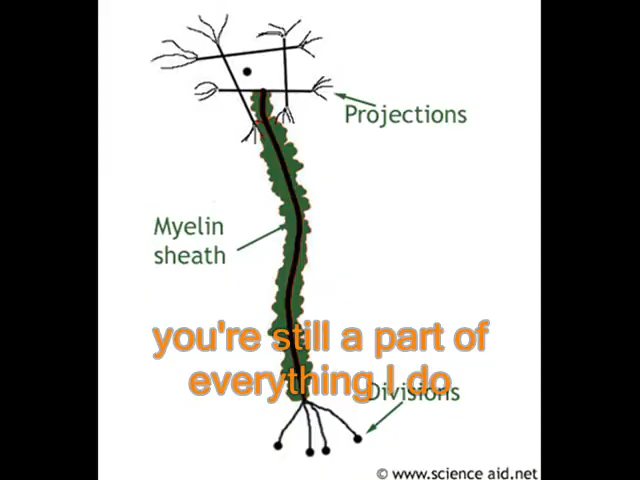 Projections
Myelin
sheath
you're still a part of
everything I do
Divisions
© www.science aid.net